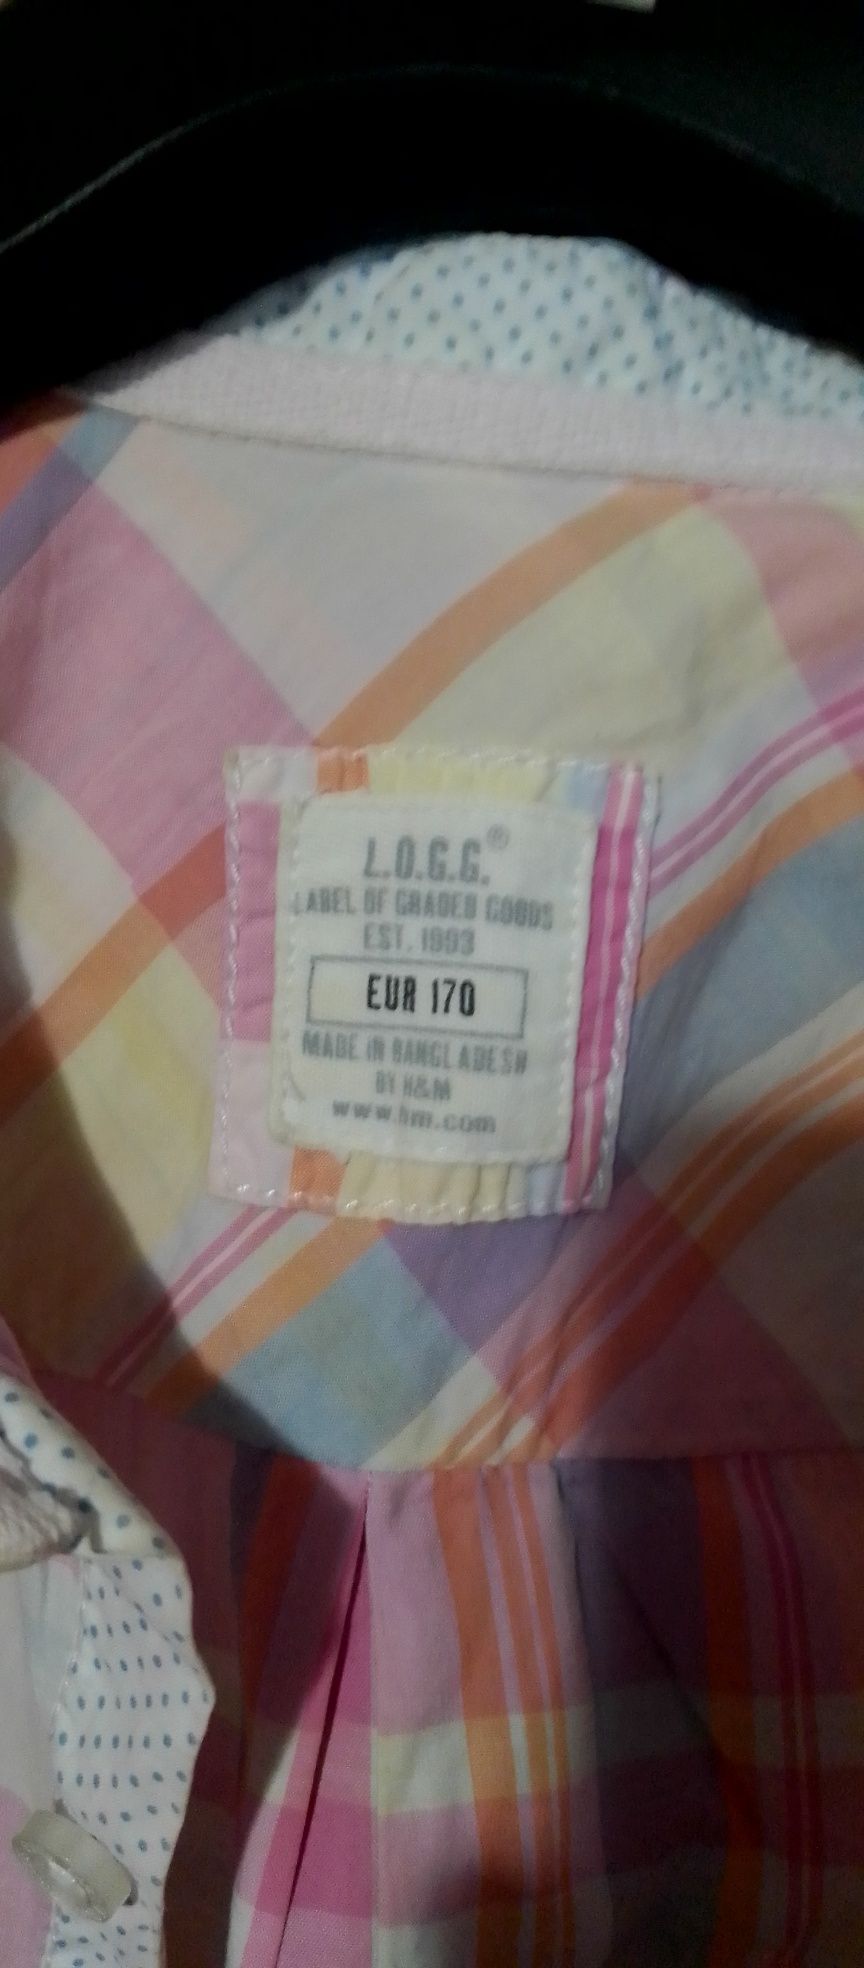 L.O.G.G.®
LABEL OF GRADED GOODS
EST. 1993
EUR 170
MADE IN BANGLADESH
BY H&M
www.hm.com